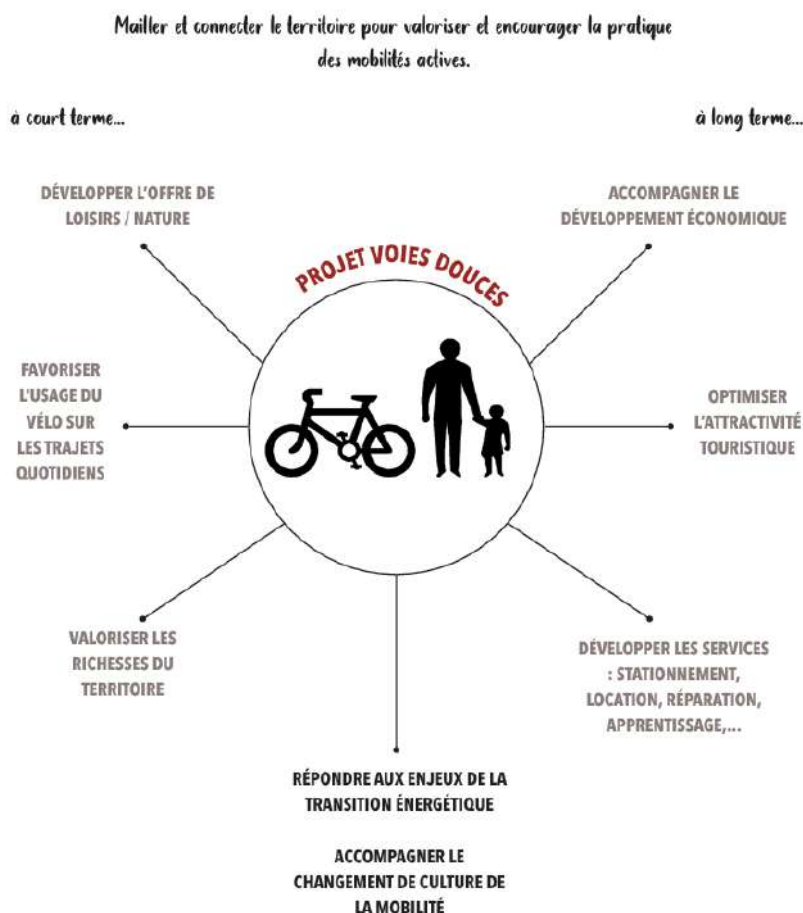 Mailler et connecter le territoire pour valoriser et encourager la pratique
des mobilités actives.
à court terme...
à long terme...
DÉVELOPPER L'OFFRE DE
LOISIRS / NATURE
ACCOMPAGNER LE
DÉVELOPPEMENT ÉCONOMIQUE
PROJET VOIES DOUCES
FAVORISER
L'USAGE DU
VÉLO SUR
LES TRAJETS
QUOTIDIENS
OPTIMISER
L'ATTRACTIVITÉ
TOURISTIQUE
VALORISER LES
RICHESSES DU
TERRITOIRE
DÉVELOPPER LES SERVICES
: STATIONNEMENT,
LOCATION, RÉPARATION,
APPRENTISSAGE,...
RÉPONDRE AUX ENJEUX DE LA
TRANSITION ÉNERGÉTIQUE
ACCOMPAGNER LE
CHANGEMENT DE CULTURE DE
LA MOBILITÉ